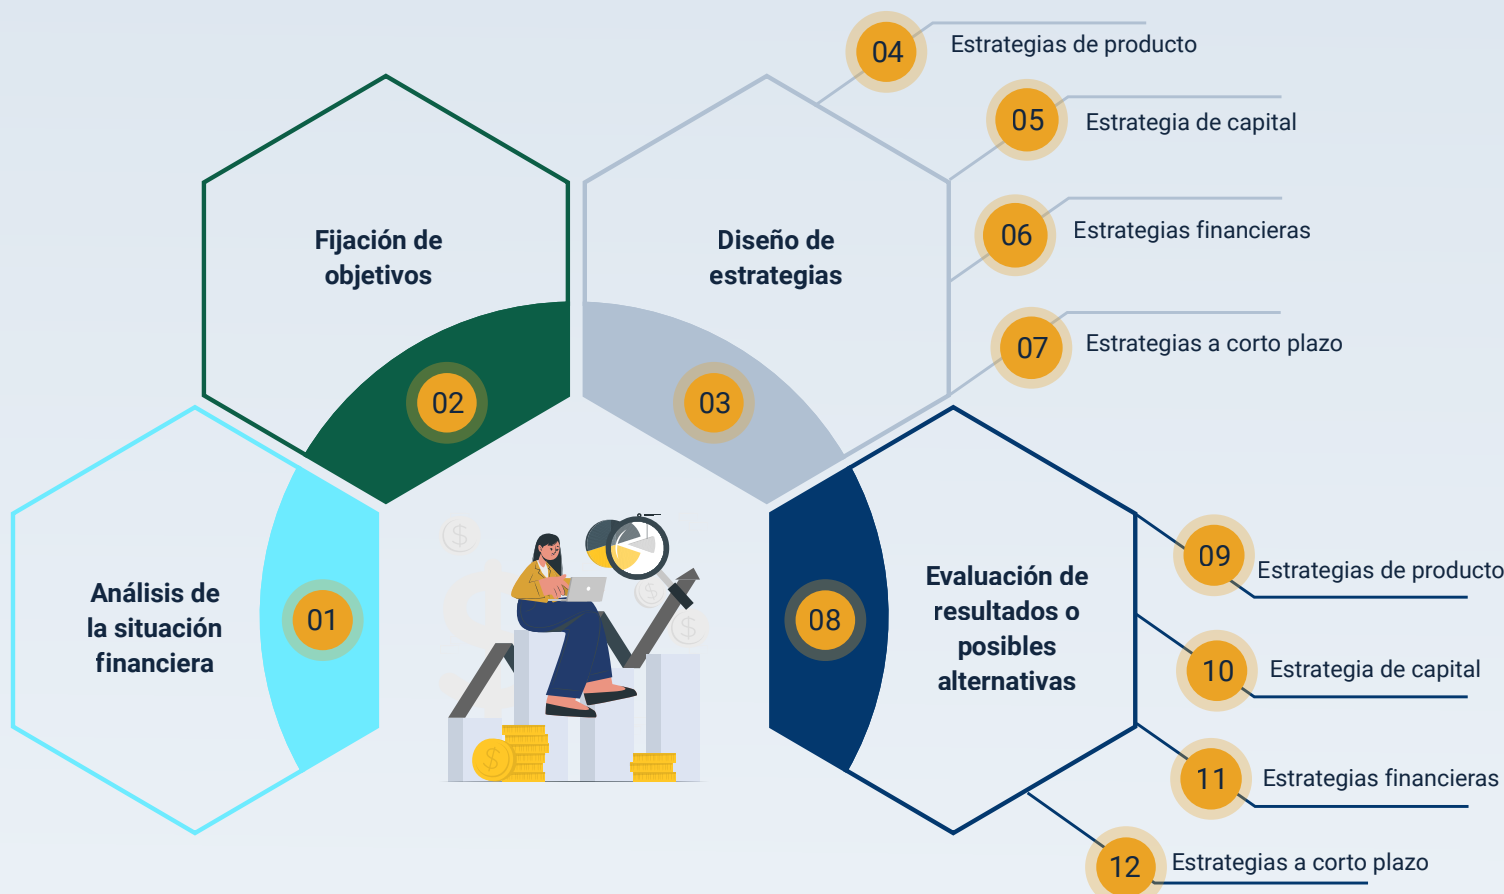 01
Análisis de
la situación
financiera
02
Fijación de
objetivos
03
Diseño de
estrategias
04
Estrategias de producto
05
Estrategia de capital
06
Estrategias financieras
07
Estrategias a corto plazo
08
Evaluación de
resultados o
posibles
alternativas
09
Estrategias de producto
10
Estrategia de capital
11
Estrategias financieras
12
Estrategias a corto plazo
$
$
$
$